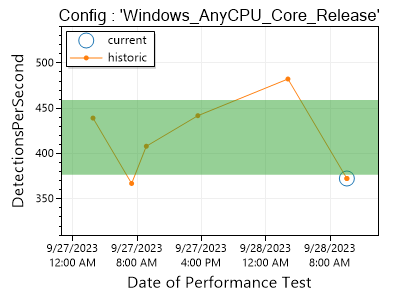 Config : 'Windows_AnyCPU_Core_Release'
current
historic
DetectionsPerSecond
500
450
400
350
9/27/2023 9/27/2023 9/27/2023 9/28/2023 9/28/2023
12:00 AM 8:00 AM 4:00 PM 12:00 AM 8:00 AM
Date of Performance Test